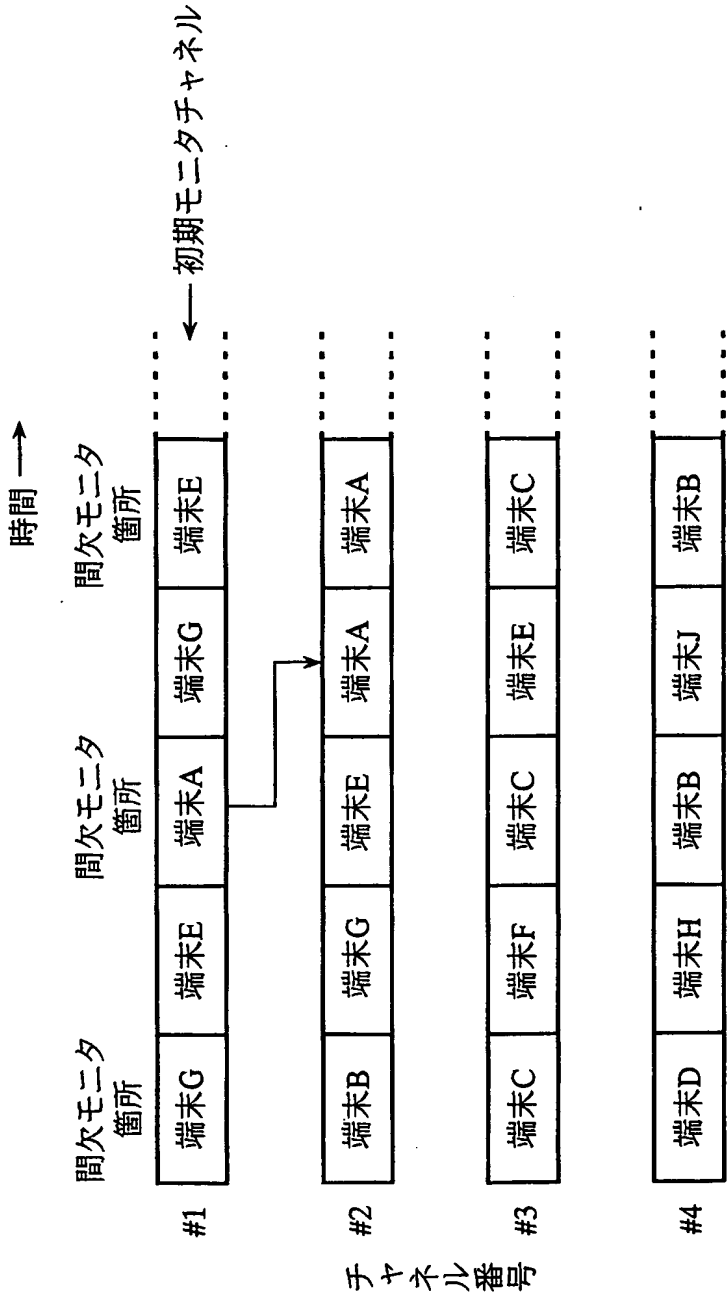 時間 →
間欠モニタ
箇所
間欠モニタ
箇所
間欠モニタ
箇所
#1
端末G
端末E
端末A
端末G
端末E
← 初期モニタチャネル
#2
端末B
端末G
端末E
端末A
端末A
#3
端末C
端末F
端末C
端末E
端末C
#4
端末D
端末H
端末B
端末J
端末B
チャネル番号